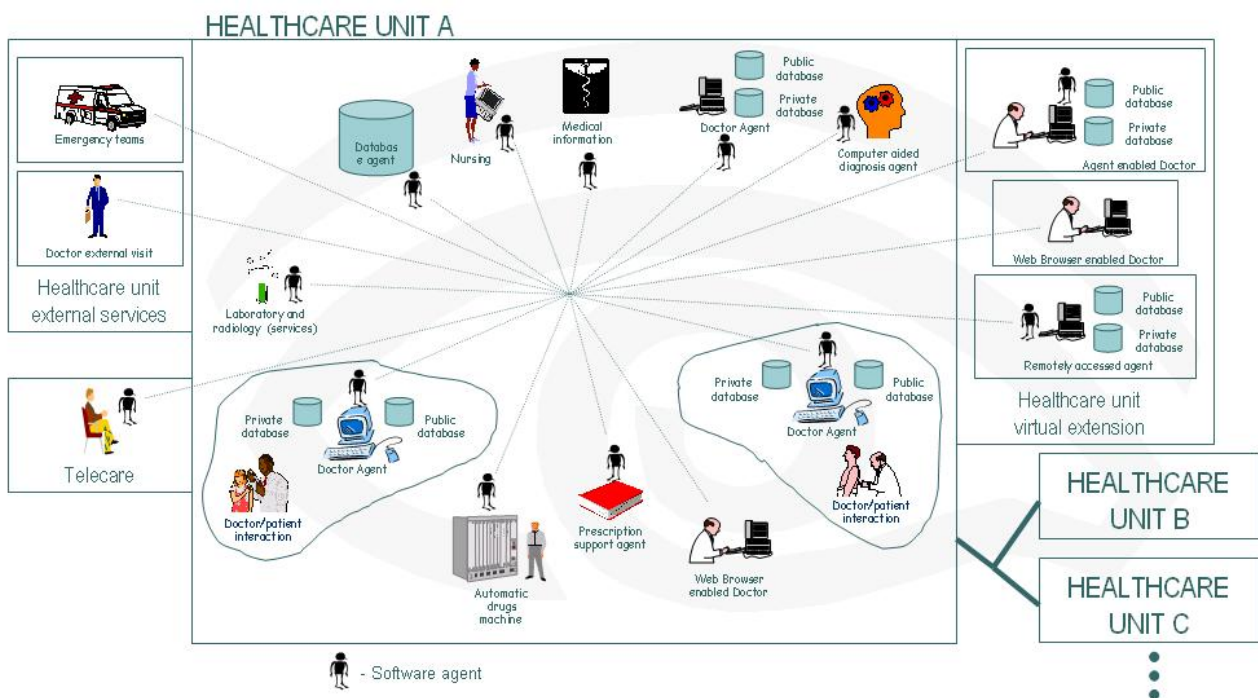 HEALTHCARE UNIT A
Emergency teams
Doctor external visit
Healthcare unit
external services
Telecare
Databas
e agent
Nursing
Medical
information
Public
database
Private
database
Doctor Agent
Computer aided
diagnosis agent
Laboratory and
radiology (services)
Private
database
Public
database
Doctor Agent
Doctor/patient
interaction
Automatic
drugs
machine
Prescription
support agent
Web Browser
enabled Doctor
Private
database
Public
database
Doctor Agent
Doctor/patient
interaction
Public
database
Private
database
Agent enabled Doctor
Web Browser enabled Doctor
Public
database
Private
database
Remotely accessed agent
Healthcare unit
virtual extension
HEALTHCARE
UNIT B
HEALTHCARE
UNIT C
- Software agent